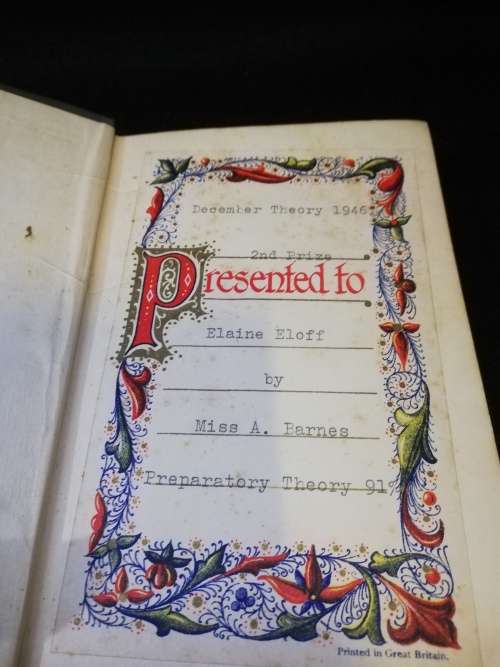 December Theory 1946
2nd Prize
Presented to
Elaine Eloff
by
Miss A. Barnes
Preparatory Theory 91%
Printed in Great Britain.